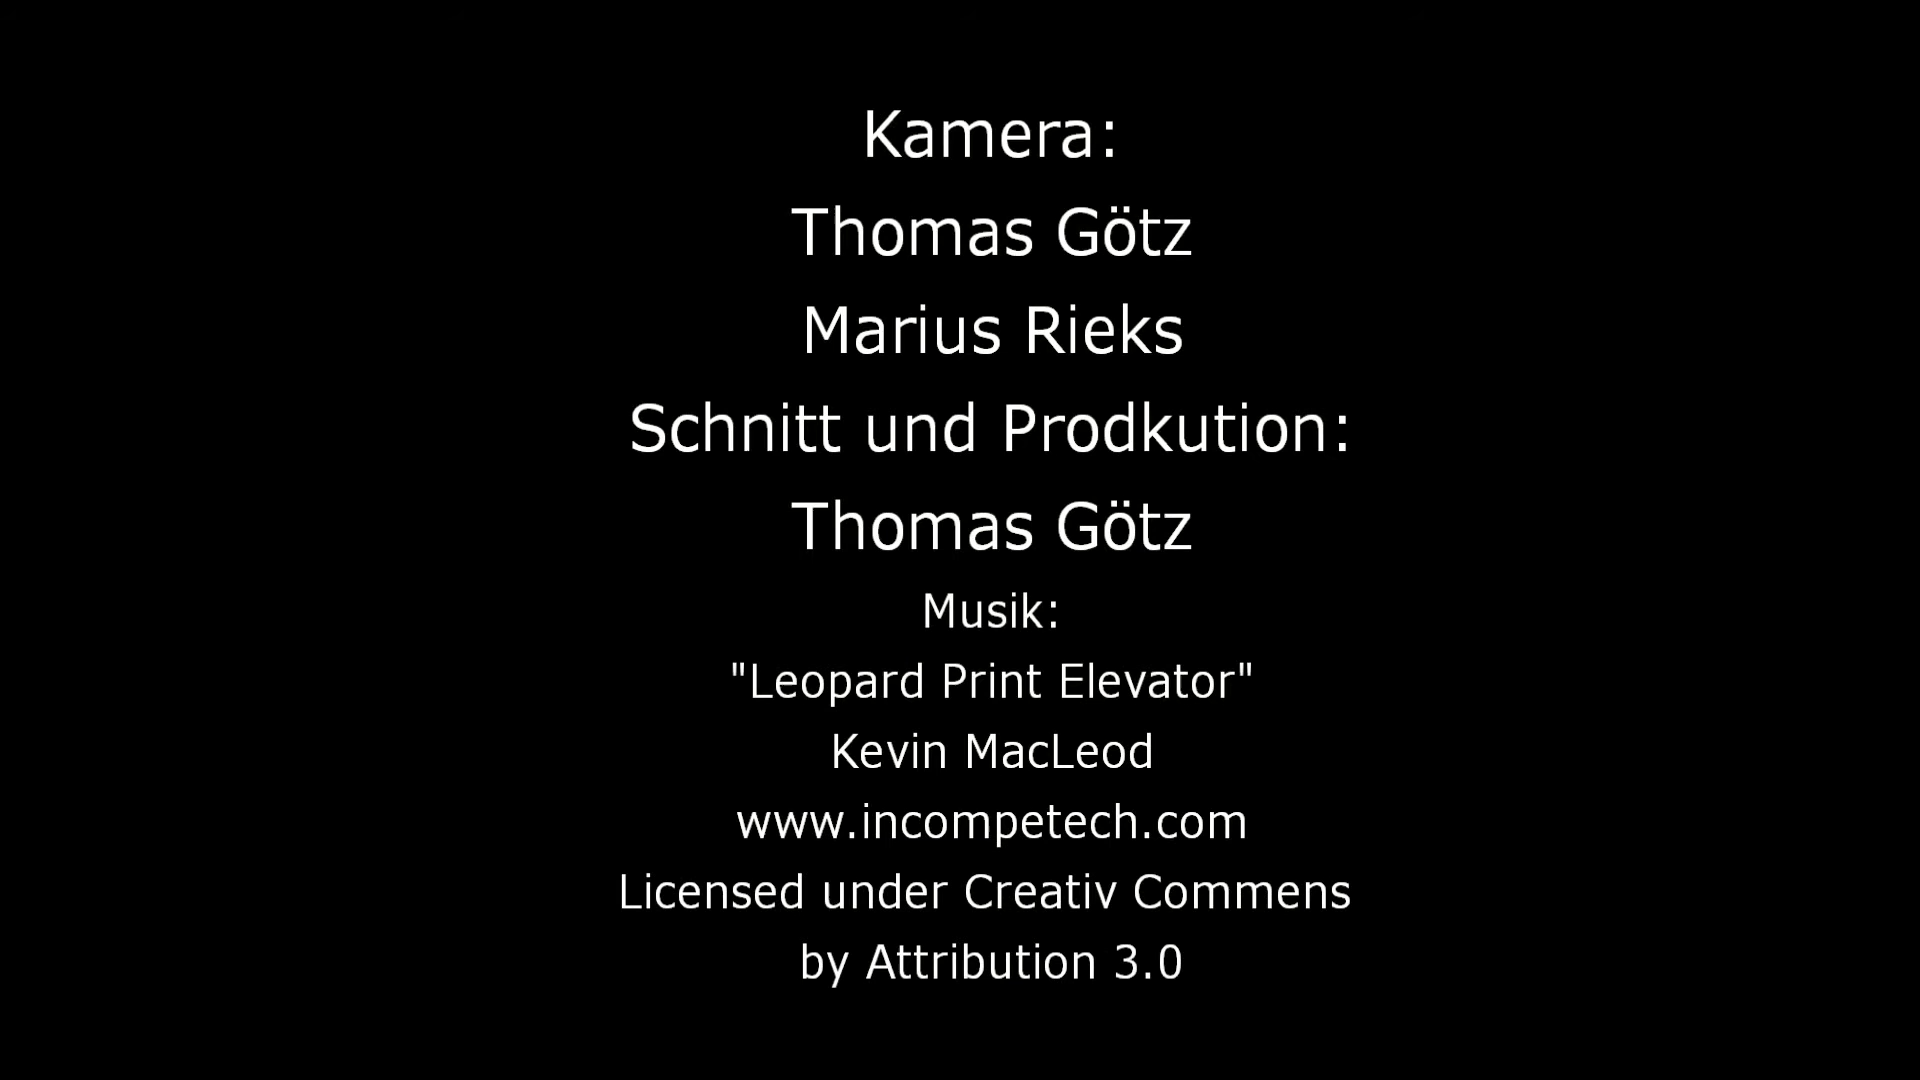 Kamera:
Thomas Götz
Marius Rieks
Schnitt und Prodkution:
Thomas Götz
Musik:
"Leopard Print Elevator"
Kevin MacLeod
www.incompetech.com
Licensed under Creativ Commens
by Attribution 3.0